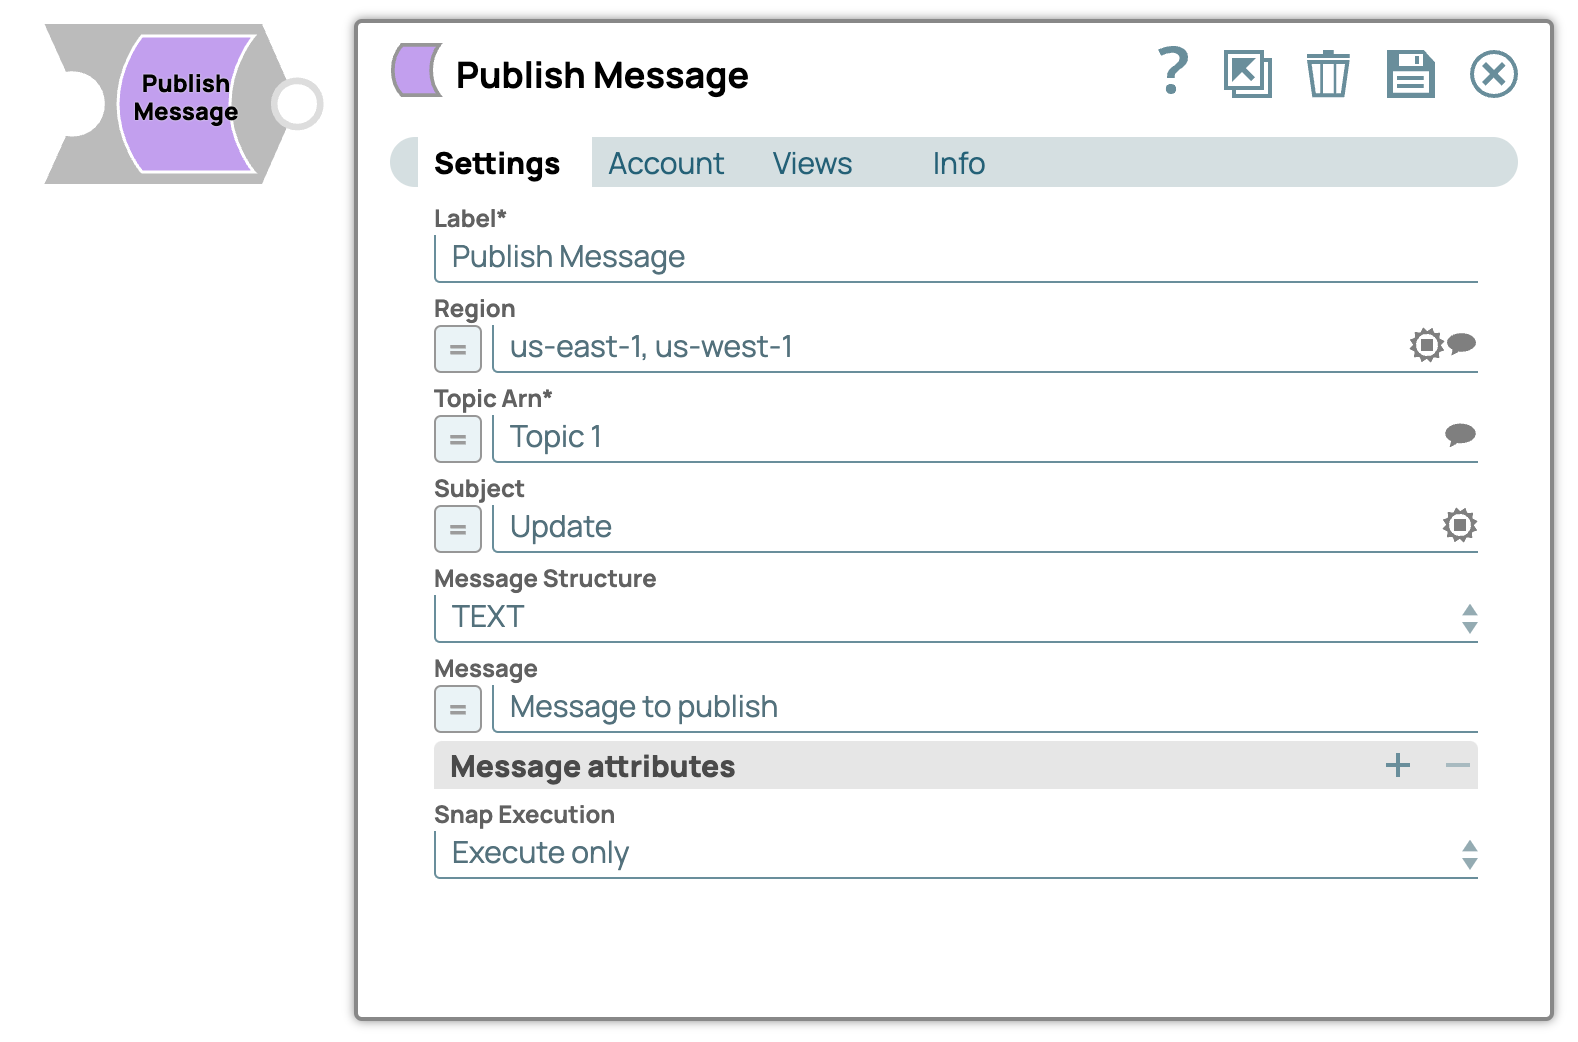 Publish
Message
Publish Message
Settings Account Views Info
Label*
Publish Message
Region
= us-east-1, us-west-1
Topic Arn*
= Topic 1
Subject
= Update
Message Structure
TEXT
Message
= Message to publish
Message attributes
Snap Execution
Execute only